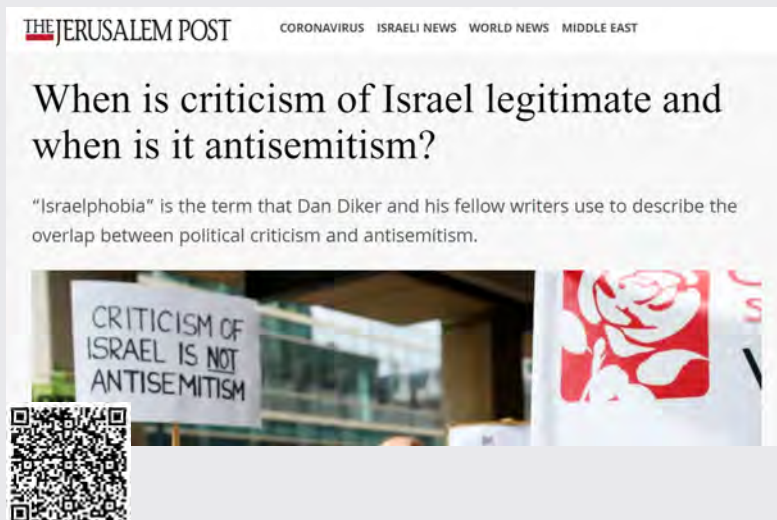 THE JERUSALEM POST
CORONAVIRUS ISRAELI NEWS WORLD NEWS MIDDLE EAST
When is criticism of Israel legitimate and
when is it antisemitism?
“Israelphobia” is the term that Dan Diker and his fellow writers use to describe the
overlap between political criticism and antisemitism.
CRITICISM OF
ISRAEL IS NOT
ANTISEMITISM